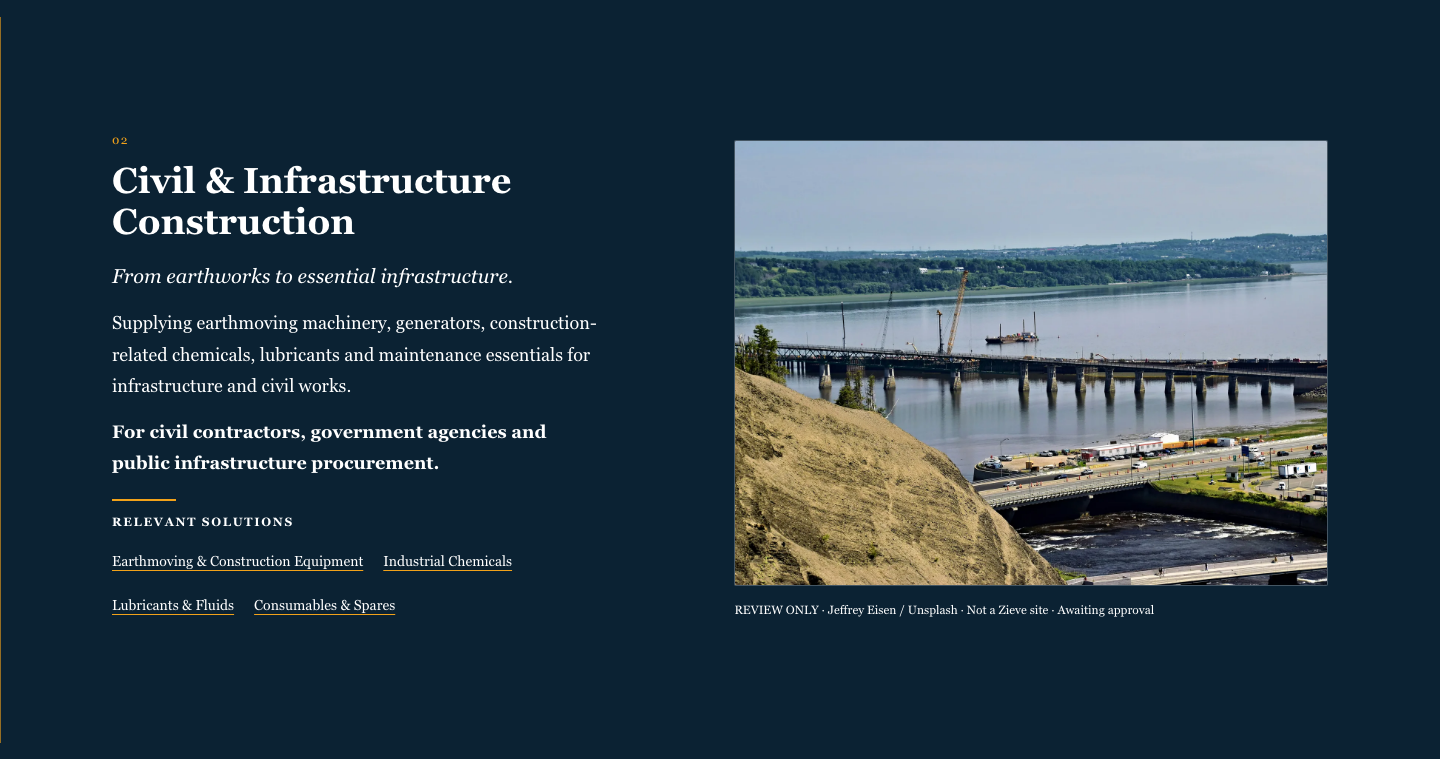 02
Civil & Infrastructure
Construction
From earthworks to essential infrastructure.
Supplying earthmoving machinery, generators, construction-
related chemicals, lubricants and maintenance essentials for
infrastructure and civil works.
For civil contractors, government agencies and
public infrastructure procurement.
RELEVANT SOLUTIONS
Earthmoving & Construction Equipment Industrial Chemicals
Lubricants & Fluids Consumables & Spares
REVIEW ONLY · Jeffrey Eisen / Unsplash · Not a Zieve site · Awaiting approval